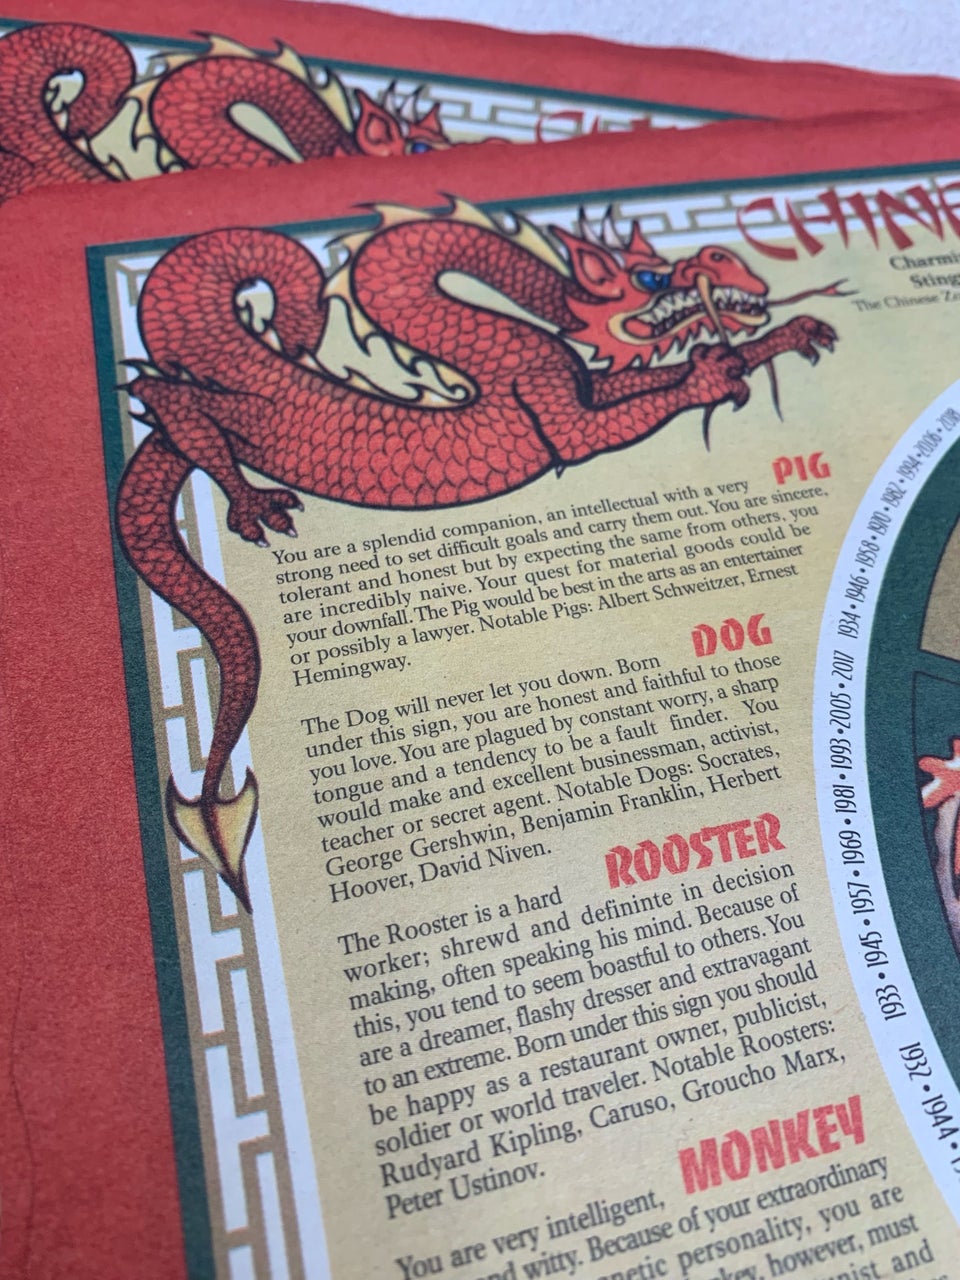 Charmi
Sting
The Chinese Zo
PIG
You are a splendid companion, an intellectual with a very
strong need to set difficult goals and carry them out. You are sincere,
tolerant and honest but by expecting the same from others, you
are incredibly naive. Your quest for material goods could be
your downfall. The Pig would be best in the arts as an entertainer
or possibly a lawyer. Notable Pigs: Albert Schweitzer, Ernest
Hemingway.
DOG
The Dog will never let you down. Born
under this sign, you are honest and faithful to those
you love. You are plagued by constant worry, a sharp
tongue and a tendency to be a fault finder. You
would make and excellent businessman, activist,
teacher or secret agent. Notable Dogs: Socrates,
George Gershwin, Benjamin Franklin, Herbert
Hoover, David Niven.
ROOSTER
The Rooster is a hard
worker; shrewd and defininte in decision
making, often speaking his mind. Because of
this, you tend to seem boastful to others. You
are a dreamer, flashy dresser and extravagant
to an extreme. Born under this sign you should
be happy as a restaurant owner, publicist,
soldier or world traveler. Notable Roosters:
Rudyard Kipling, Caruso, Groucho Marx,
Peter Ustinov.
MONKEY
You are very intelligent,
witty. Because of your extraordinary
personality, you are
however, must
and
1934 • 1946 • 1958 • 1970 • 1982 • 1994 • 2006 • 2018
1933 • 1945 • 1957 • 1969 • 1981 • 1993 • 2005 • 2017
1932 • 1944 •